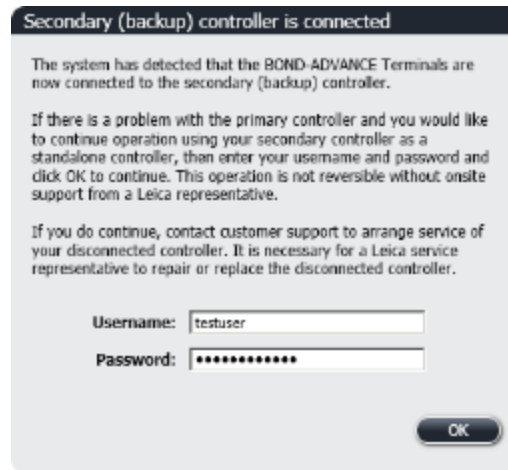 Secondary (backup) controller is connected
The system has detected that the BOND-ADVANCE Terminals are
now connected to the secondary (backup) controller.
If there is a problem with the primary controller and you would like
to continue operation using your secondary controller as a
standalone controller, then enter your username and password and
click OK to continue. This operation is not reversible without onsite
support from a Leica representative.
If you do continue, contact customer support to arrange service of
your disconnected controller. It is necessary for a Leica service
representative to repair or replace the disconnected controller.
Username: testuser
Password: ••••••••••••
OK